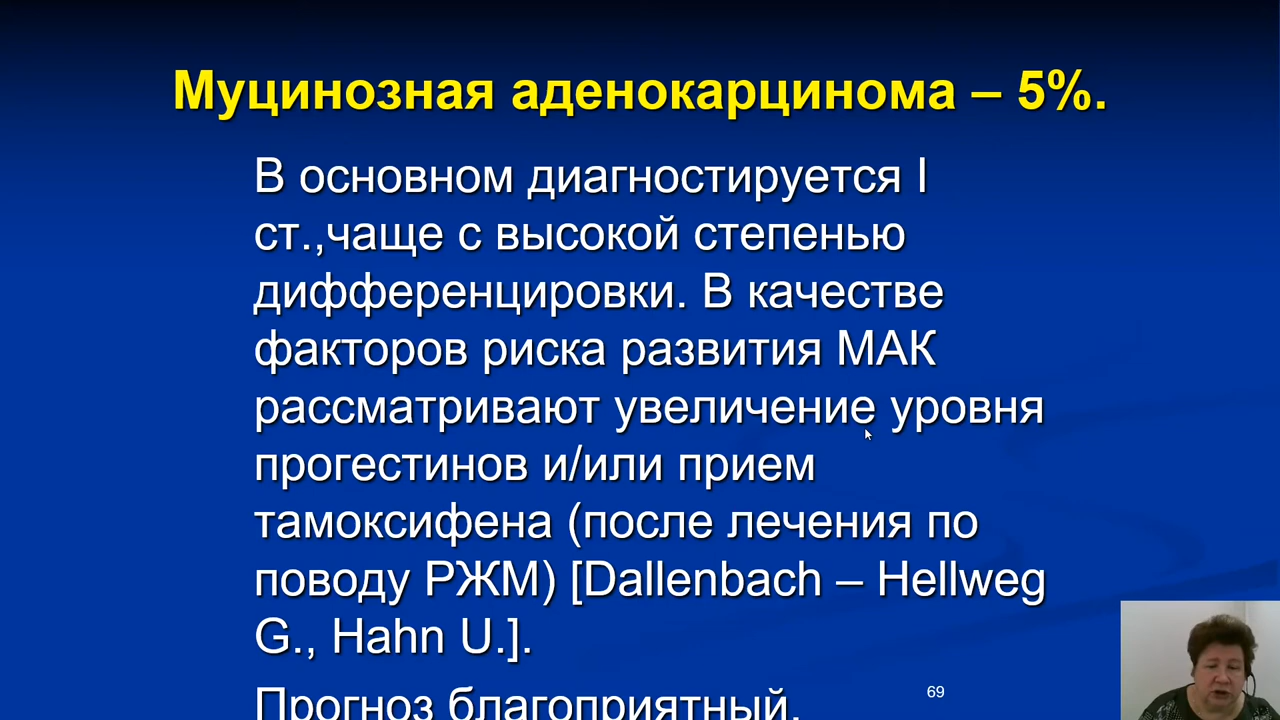 Муцинозная аденокарцинома – 5%.
В основном диагностируется I
ст.,чаще с высокой степенью
дифференцировки. В качестве
факторов риска развития МАК
рассматривают увеличение уровня
прогестинов и/или прием
тамоксифена (после лечения по
поводу РЖМ) [Dallenbach – Hellweg
G., Hahn U.].
Прогноз благоприятный.
69